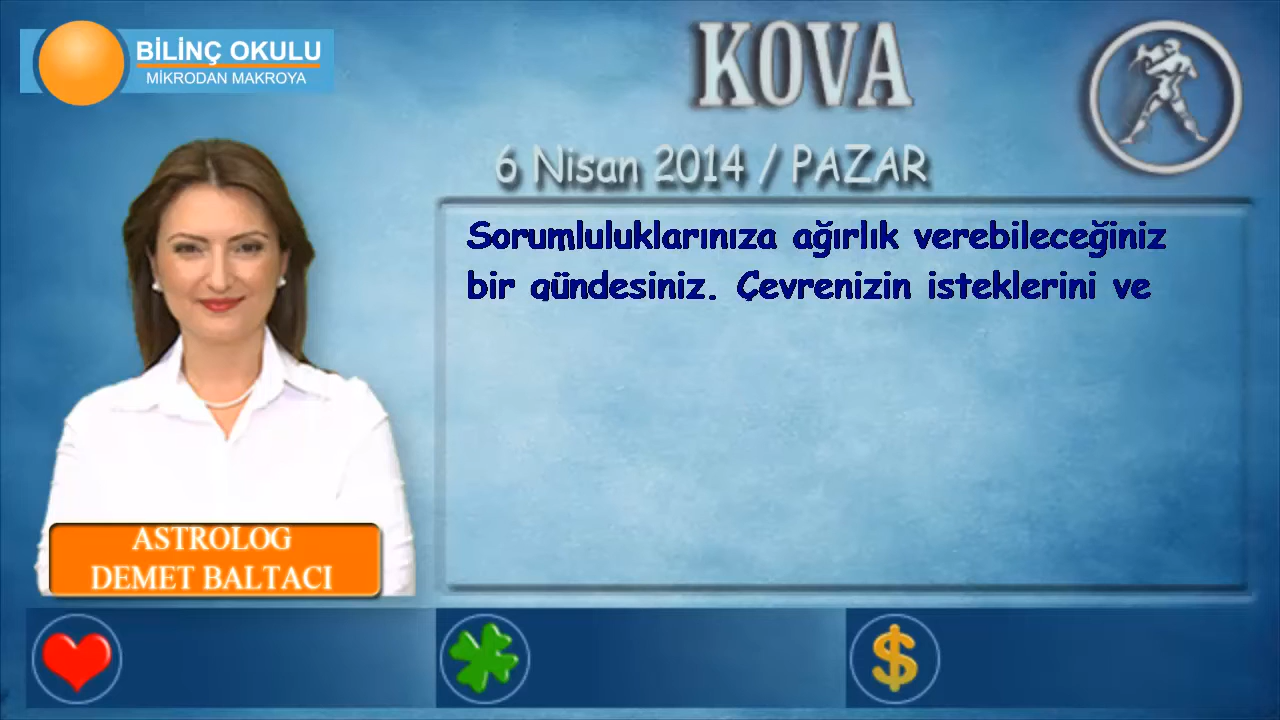 BİLİNÇ OKULU
MİKRODAN MAKROYA
KOVA
6 Nisan 2014 / PAZAR
Sorumluluklarınıza ağırlık verebileceğiniz
bir gündesiniz. Çevrenizin isteklerini ve
ASTROLOG
DEMET BALTACI
$